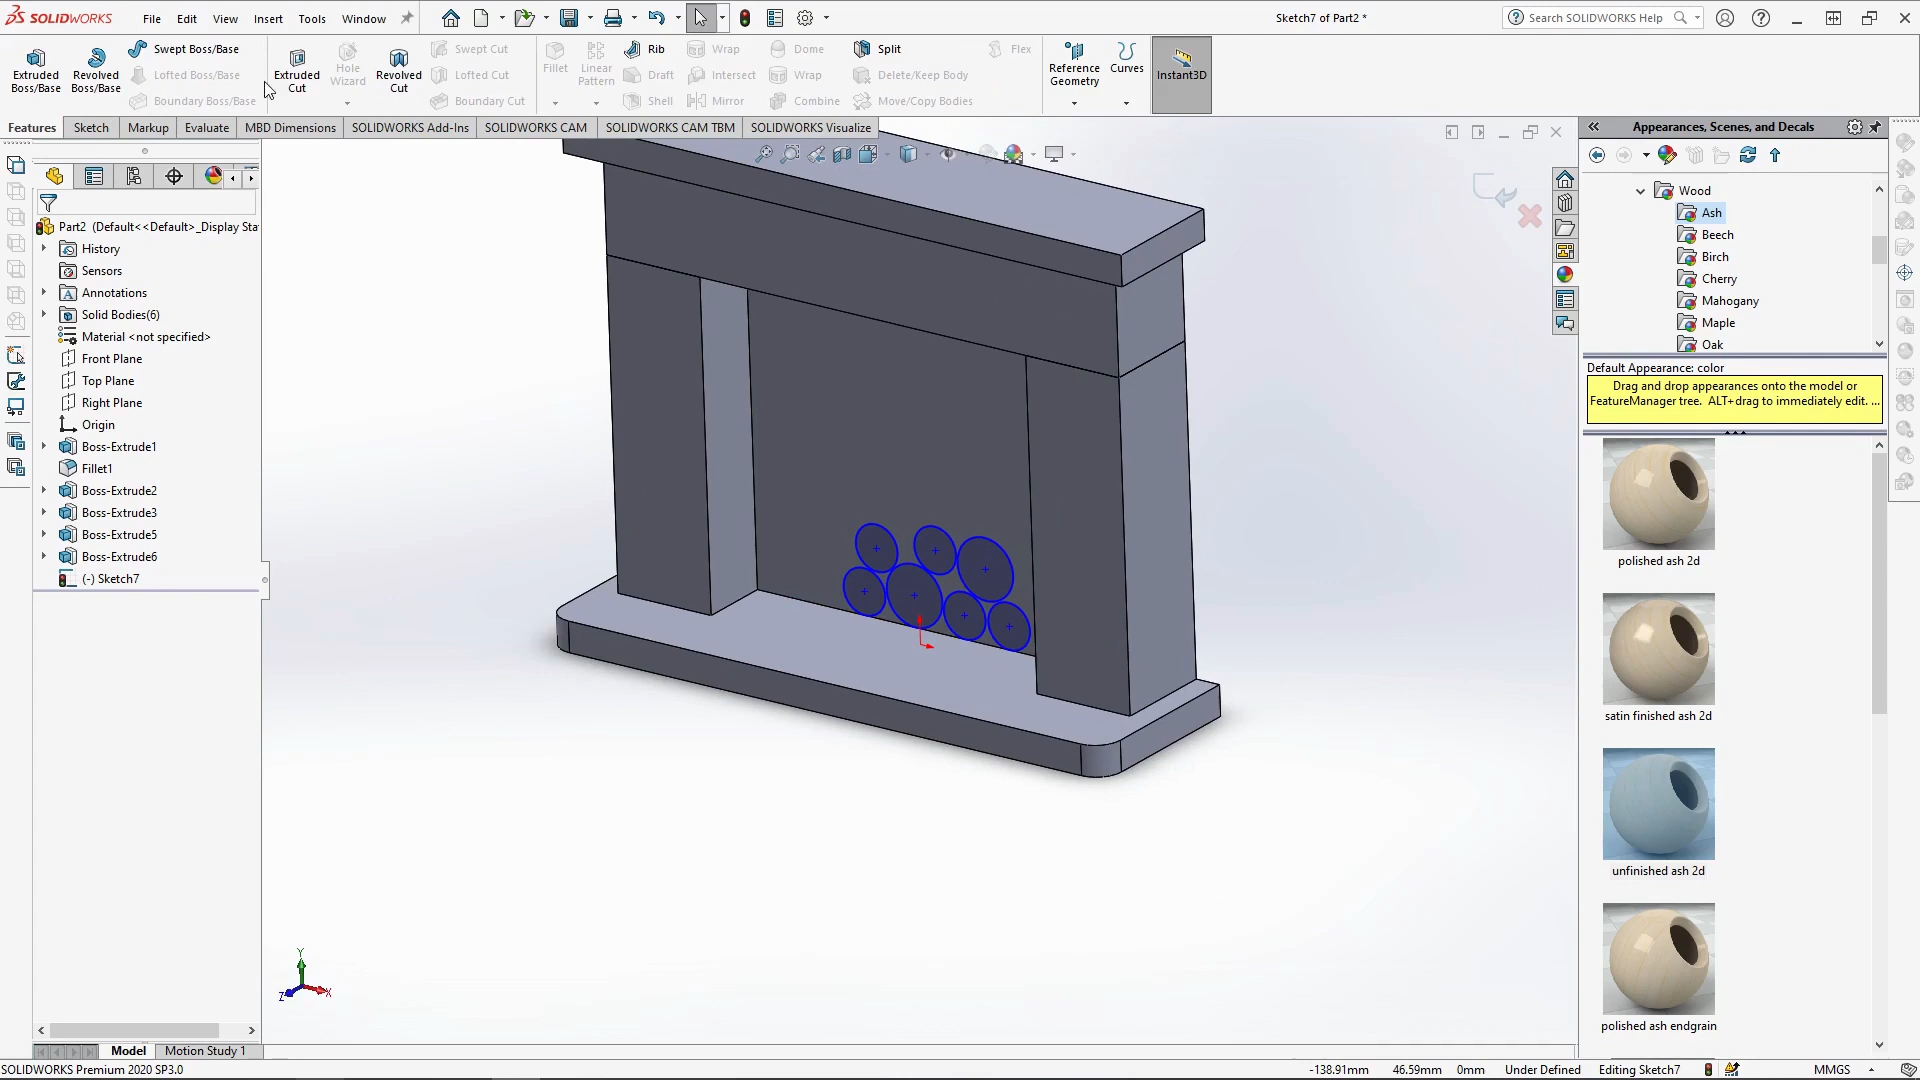 SOLIDWORKS
File Edit View Insert Tools Window
Sketch7 of Part2 *
Search SOLIDWORKS Help
Extruded Boss/Base
Revolved Boss/Base
Swept Boss/Base
Lofted Boss/Base
Boundary Boss/Base
Extruded Cut
Hole Wizard
Revolved Cut
Swept Cut
Lofted Cut
Boundary Cut
Fillet
Linear Pattern
Rib
Draft
Shell
Wrap
Intersect
Mirror
Dome
Wrap
Combine
Split
Delete/Keep Body
Move/Copy Bodies
Flex
Reference Geometry
Curves
Instant3D
Features Sketch Markup Evaluate MBD Dimensions SOLIDWORKS Add-Ins SOLIDWORKS CAM SOLIDWORKS CAM TBM SOLIDWORKS Visualize
Part2 (Default<<Default>_Display Sta
History
Sensors
Annotations
Solid Bodies(6)
Material <not specified>
Front Plane
Top Plane
Right Plane
Origin
Boss-Extrude1
Fillet1
Boss-Extrude2
Boss-Extrude3
Boss-Extrude5
Boss-Extrude6
(-) Sketch7
Y
Z
X
Appearances, Scenes, and Decals
Wood
Ash
Beech
Birch
Cherry
Mahogany
Maple
Oak
Default Appearance: color
Drag and drop appearances onto the model or
FeatureManager tree. ALT+drag to immediately edit. ...
polished ash 2d
satin finished ash 2d
unfinished ash 2d
polished ash endgrain
Model Motion Study 1
SOLIDWORKS Premium 2020 SP3.0
-138.91mm 46.59mm 0mm Under Defined Editing Sketch7 MMGS